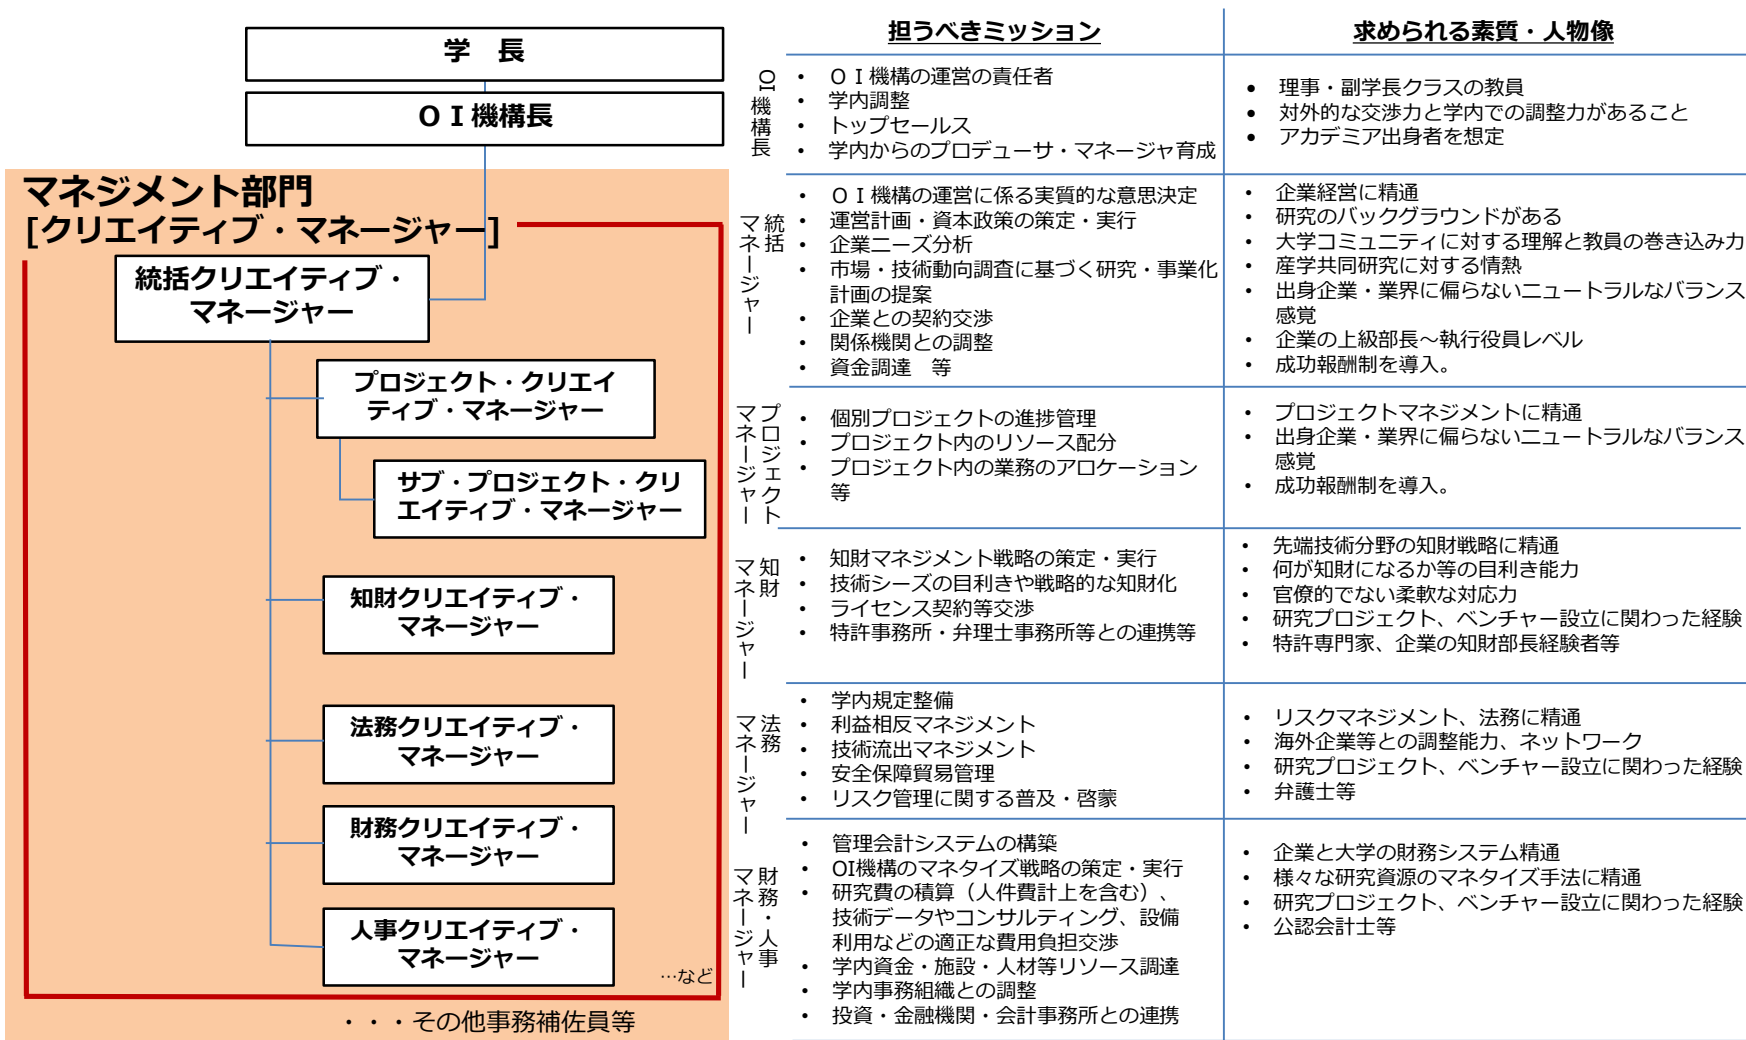 学　長
ＯＩ機構長
マネジメント部門
[クリエイティブ・マネージャー]
統括クリエイティブ・
マネージャー
プロジェクト・クリエイ
ティブ・マネージャー
サブ・プロジェクト・クリ
エイティブ・マネージャー
知財クリエイティブ・
マネージャー
法務クリエイティブ・
マネージャー
財務クリエイティブ・
マネージャー
人事クリエイティブ・
マネージャー
…など
・・・その他事務補佐員等
担うべきミッション
求められる素質・人物像
OI機構長
• ＯＩ機構の運営の責任者
• 学内調整
• トップセールス
• 学内からのプロデューサ・マネージャ育成
• 理事・副学長クラスの教員
• 対外的な交渉力と学内での調整力があること
• アカデミア出身者を想定
統括
マネージャー
• ＯＩ機構の運営に係る実質的な意思決定
• 運営計画・資本政策の策定・実行
• 企業ニーズ分析
• 市場・技術動向調査に基づく研究・事業化
計画の提案
• 企業との契約交渉
• 関係機関との調整
• 資金調達　等
• 企業経営に精通
• 研究のバックグラウンドがある
• 大学コミュニティに対する理解と教員の巻き込み力
• 産学共同研究に対する情熱
• 出身企業・業界に偏らないニュートラルなバランス
感覚
• 企業の上級部長～執行役員レベル
• 成功報酬制を導入。
プロジェクト
マネージャー
• 個別プロジェクトの進捗管理
• プロジェクト内のリソース配分
• プロジェクト内の業務のアロケーション
等
• プロジェクトマネジメントに精通
• 出身企業・業界に偏らないニュートラルなバランス
感覚
• 成功報酬制を導入。
知財
マネージャー
• 知財マネジメント戦略の策定・実行
• 技術シーズの目利きや戦略的な知財化
• ライセンス契約等交渉
• 特許事務所・弁理士事務所等との連携等
• 先端技術分野の知財戦略に精通
• 何が知財になるか等の目利き能力
• 官僚的でない柔軟な対応力
• 研究プロジェクト、ベンチャー設立に関わった経験
• 特許専門家、企業の知財部長経験者等
法務
マネージャー
• 学内規定整備
• 利益相反マネジメント
• 技術流出マネジメント
• 安全保障貿易管理
• リスク管理に関する普及・啓蒙
• リスクマネジメント、法務に精通
• 海外企業等との調整能力、ネットワーク
• 研究プロジェクト、ベンチャー設立に関わった経験
• 弁護士等
財務・人事
マネージャー
• 管理会計システムの構築
• OI機構のマネタイズ戦略の策定・実行
• 研究費の積算（人件費計上を含む）、
技術データやコンサルティング、設備
利用などの適正な費用負担交渉
• 学内資金・施設・人材等リソース調達
• 学内事務組織との調整
• 投資・金融機関・会計事務所との連携
• 企業と大学の財務システム精通
• 様々な研究資源のマネタイズ手法に精通
• 研究プロジェクト、ベンチャー設立に関わった経験
• 公認会計士等